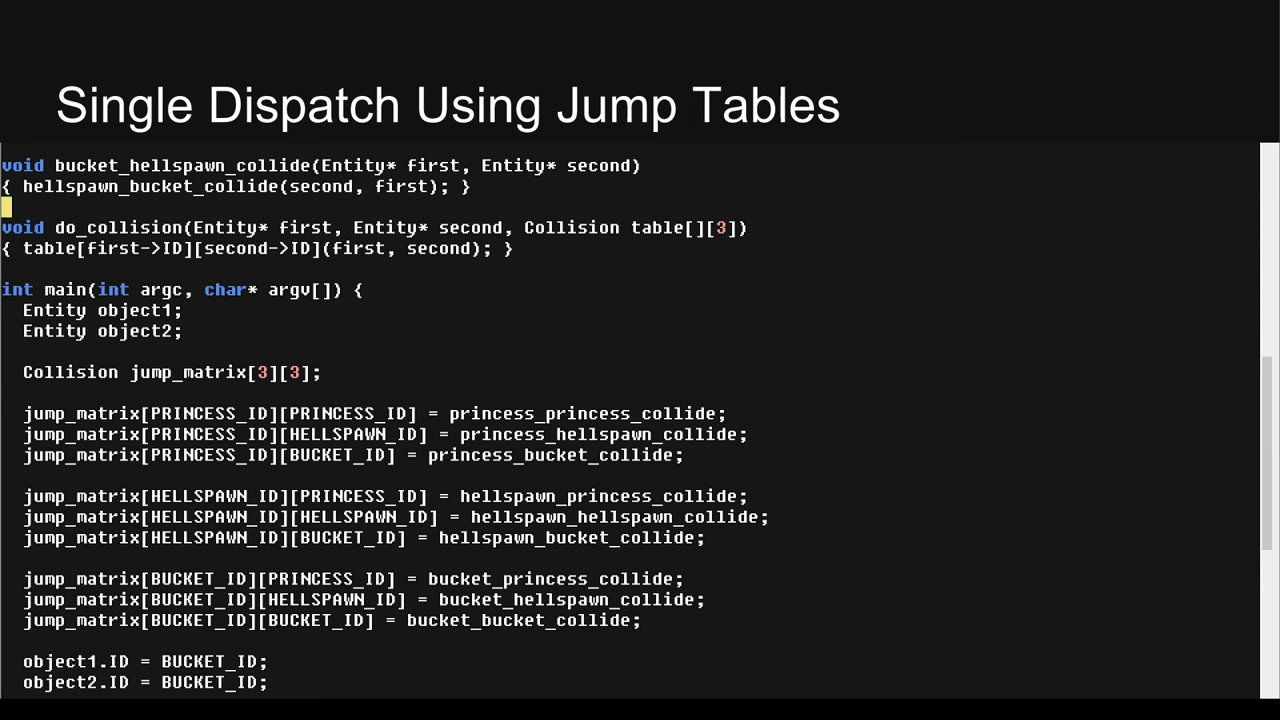 Single Dispatch Using Jump Tables
void bucket_hellspawn_collide(Entity* first, Entity* second)
{ hellspawn_bucket_collide(second, first); }
void do_collision(Entity* first, Entity* second, Collision table[][3])
{ table[first->ID][second->ID](first, second); }
int main(int argc, char* argv[]) {
Entity object1;
Entity object2;
Collision jump_matrix[3][3];
jump_matrix[PRINCESS_ID][PRINCESS_ID] = princess_princess_collide;
jump_matrix[PRINCESS_ID][HELLSPAWN_ID] = princess_hellspawn_collide;
jump_matrix[PRINCESS_ID][BUCKET_ID] = princess_bucket_collide;
jump_matrix[HELLSPAWN_ID][PRINCESS_ID] = hellspawn_princess_collide;
jump_matrix[HELLSPAWN_ID][HELLSPAWN_ID] = hellspawn_hellspawn_collide;
jump_matrix[HELLSPAWN_ID][BUCKET_ID] = hellspawn_bucket_collide;
jump_matrix[BUCKET_ID][PRINCESS_ID] = bucket_princess_collide;
jump_matrix[BUCKET_ID][HELLSPAWN_ID] = bucket_hellspawn_collide;
jump_matrix[BUCKET_ID][BUCKET_ID] = bucket_bucket_collide;
object1.ID = BUCKET_ID;
object2.ID = BUCKET_ID;